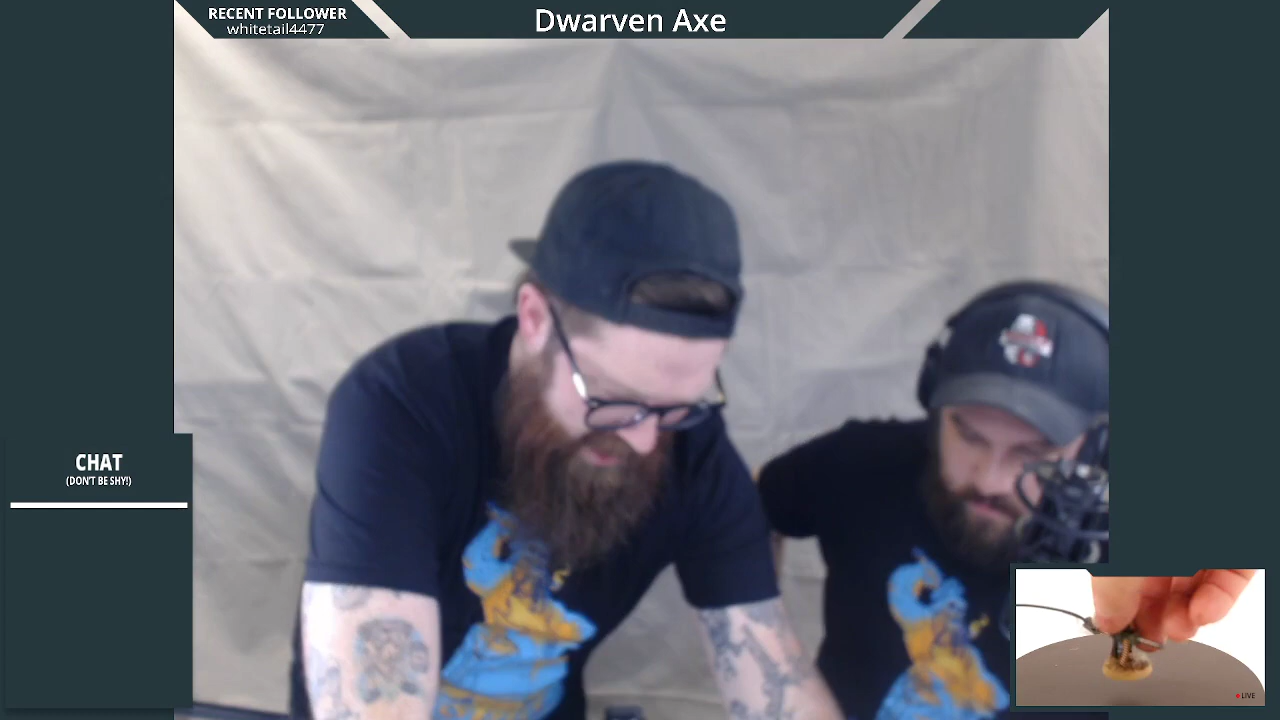 RECENT FOLLOWER
whitetail4477
Dwarven Axe
CHAT
(DON'T BE SHY!)
LIVE